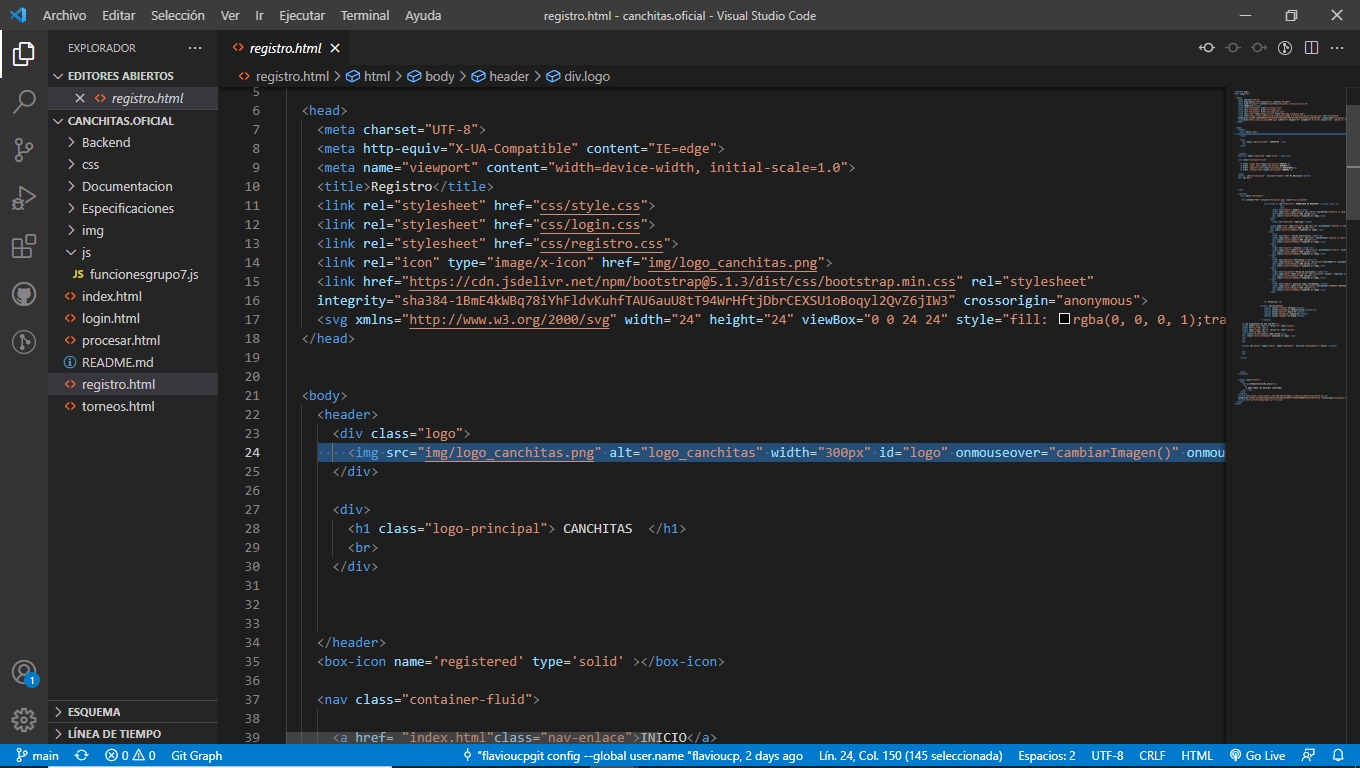 Archivo Editar Selección Ver Ir Ejecutar Terminal Ayuda
registro.html - canchitas.oficial - Visual Studio Code
EXPLORADOR
EDITORES ABIERTOS
registro.html
CANCHITAS.OFICIAL
Backend
css
Documentacion
Especificaciones
img
js
JS funcionesgrupo7.js
index.html
login.html
procesar.html
README.md
registro.html
torneos.html
ESQUEMA
LÍNEA DE TIEMPO
1
registro.html
registro.html > html > body > header > div.logo
5
6 <head>
7 <meta charset="UTF-8">
8 <meta http-equiv="X-UA-Compatible" content="IE=edge">
9 <meta name="viewport" content="width=device-width, initial-scale=1.0">
10 <title>Registro</title>
11 <link rel="stylesheet" href="css/style.css">
12 <link rel="stylesheet" href="css/login.css">
13 <link rel="stylesheet" href="css/registro.css">
14 <link rel="icon" type="image/x-icon" href="img/logo_canchitas.png">
15 <link href="https://cdn.jsdelivr.net/npm/bootstrap@5.1.3/dist/css/bootstrap.min.css" rel="stylesheet"
16 integrity="sha384-1BmE4kWBq78iYhFldvKuhfTAU6auU8tT94WrHftjDbrCEXSU1oBoqyl2QvZ6jIW3" crossorigin="anonymous">
17 <svg xmlns="http://www.w3.org/2000/svg" width="24" height="24" viewBox="0 0 24 24" style="fill: rgba(0, 0, 0, 1);tra
18 </head>
19
20
21 <body>
22 <header>
23 <div class="logo">
24 <img src="img/logo_canchitas.png" alt="logo_canchitas" width="300px" id="logo" onmouseover="cambiarImagen()" onmou
25 </div>
26
27 <div>
28 <h1 class="logo-principal"> CANCHITAS </h1>
29 <br>
30 </div>
31
32
33
34 </header>
35 <box-icon name='registered' type='solid' ></box-icon>
36
37 <nav class="container-fluid">
38
39 <a href= "index.html"class="nav-enlace">INICIO</a>
main 0 0 Git Graph "flavioucpgit config --global user.name "flavioucp, 2 days ago Lín. 24, Col. 150 (145 seleccionada) Espacios: 2 UTF-8 CRLF HTML Go Live